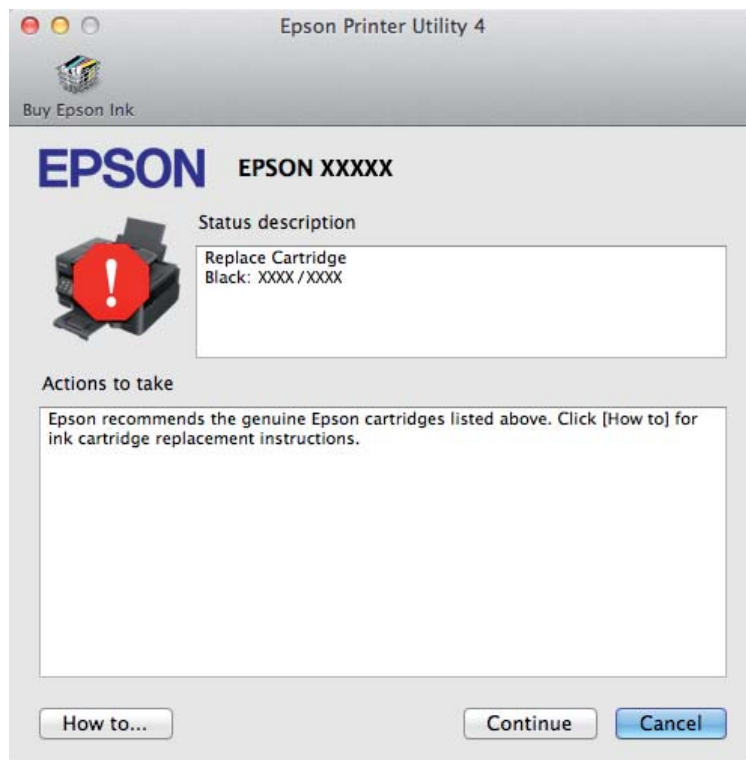 Epson Printer Utility 4
Buy Epson Ink
EPSON EPSON XXXXX
Status description
Replace Cartridge
Black: XXXX / XXXX
!
Actions to take
Epson recommends the genuine Epson cartridges listed above. Click [How to] for
ink cartridge replacement instructions.
How to... Continue Cancel